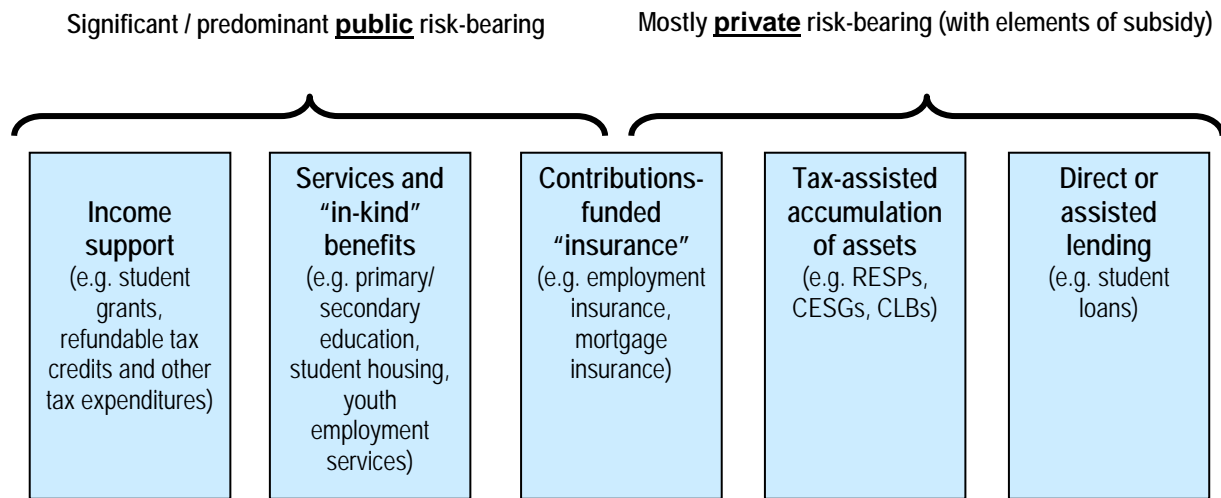 Significant / predominant public risk-bearing
Mostly private risk-bearing (with elements of subsidy)
Income
support
(e.g. student
grants,
refundable tax
credits and other
tax expenditures)
Services and
“in-kind”
benefits
(e.g. primary/
secondary
education,
student housing,
youth
employment
services)
Contributions-
funded
“insurance”
(e.g. employment
insurance,
mortgage
insurance)
Tax-assisted
accumulation
of assets
(e.g. RESPs,
CESGs, CLBs)
Direct or
assisted
lending
(e.g. student
loans)